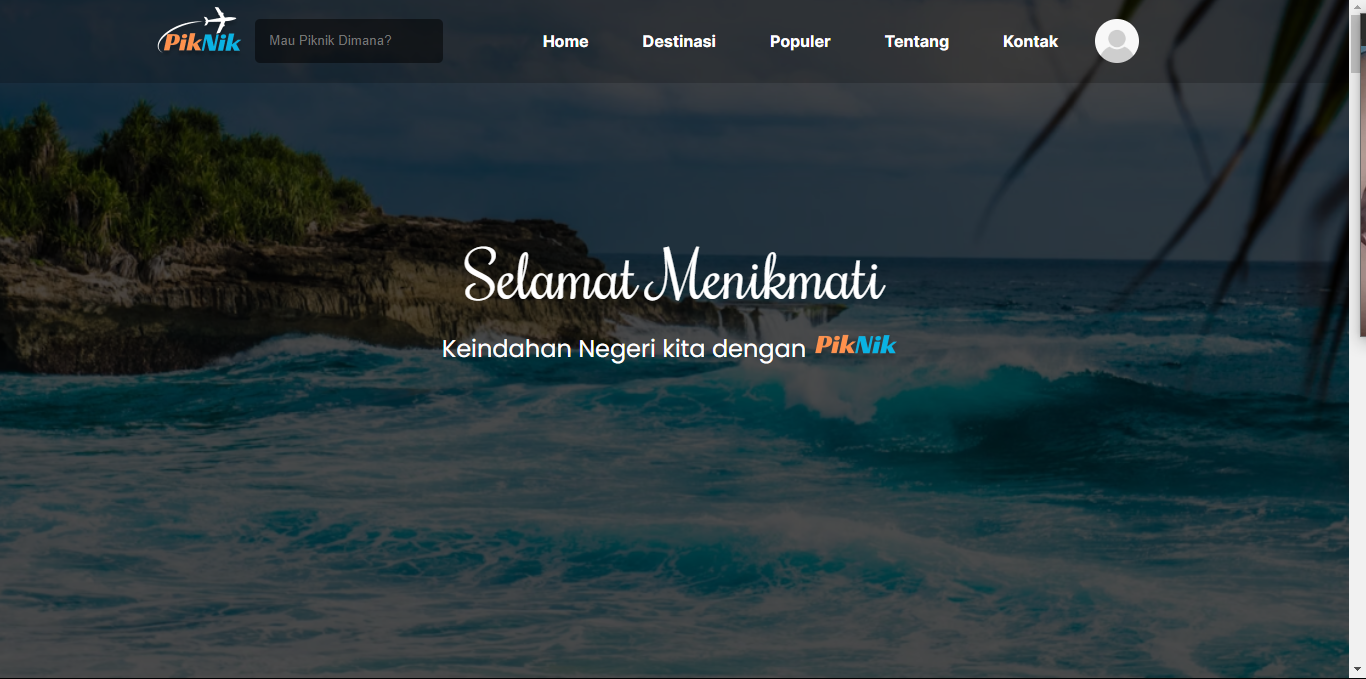 PikNik
Mau Piknik Dimana?
Home
Destinasi
Populer
Tentang
Kontak
Selamat Menikmati
Keindahan Negeri kita dengan PikNik